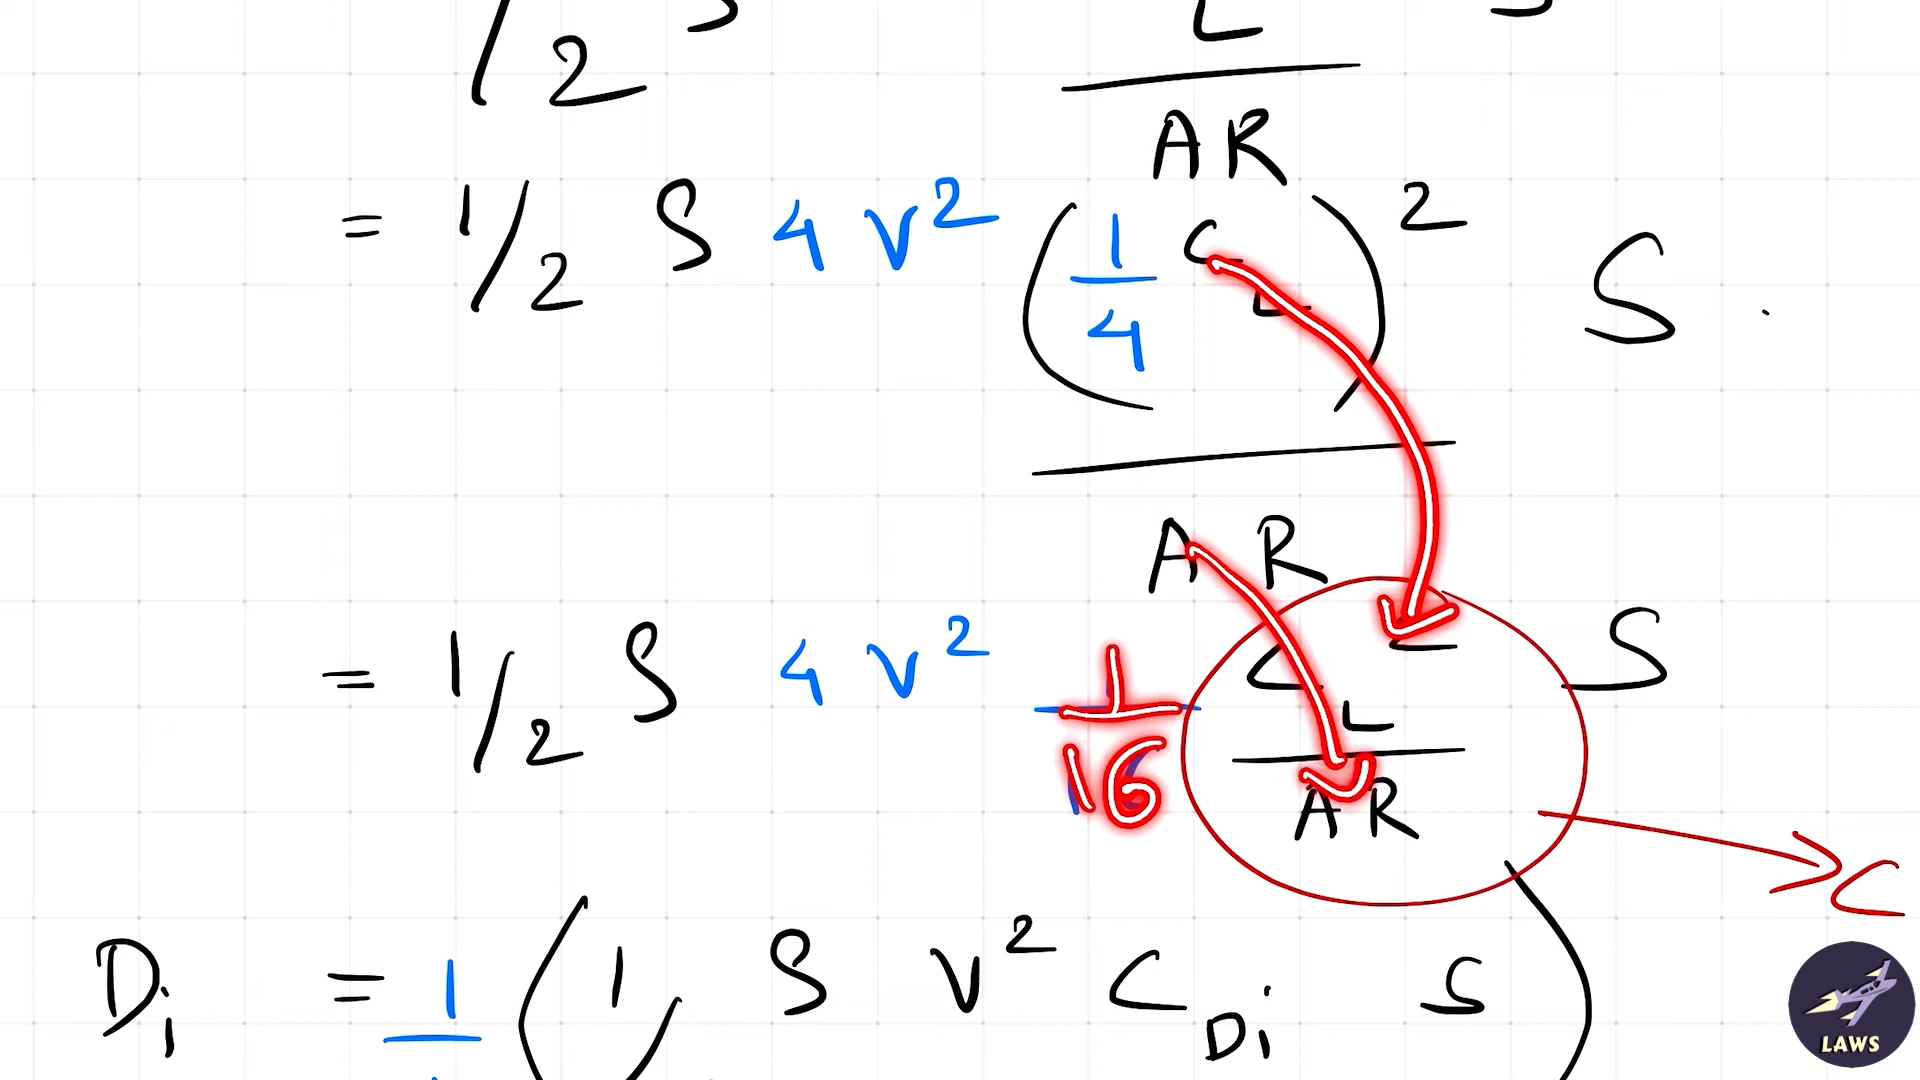 1/2 S C_L^2 S
AR
= 1/2 S 4 V² (1/4 C_L)² S .
A R
= 1/2 S 4 V² 1/16 C_L² / AR S
C
D_i = 1 ( 1/ S V² C_Di S )
LAWS